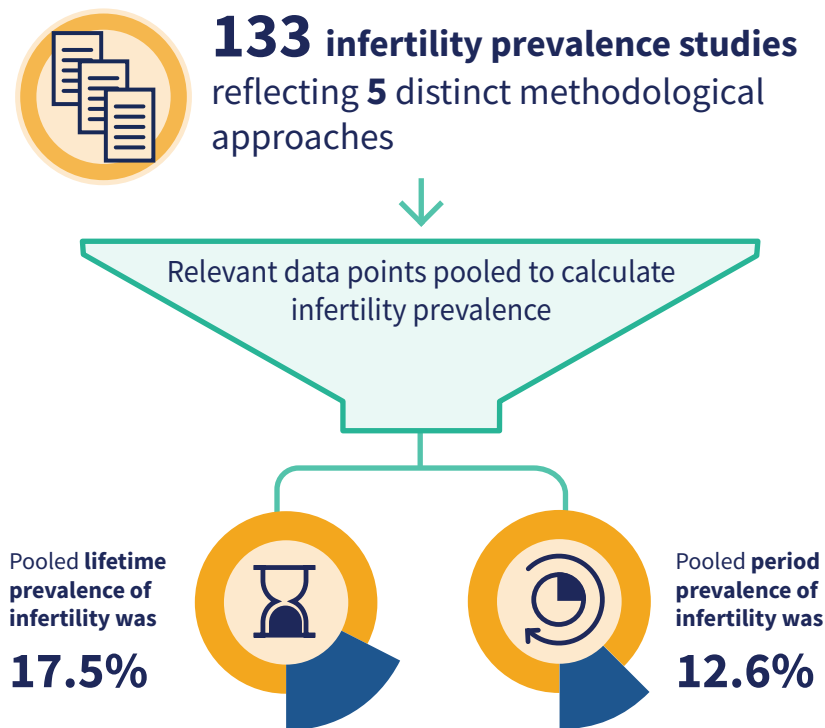 133 infertility prevalence studies
reflecting 5 distinct methodological
approaches
Relevant data points pooled to calculate
infertility prevalence
Pooled lifetime
prevalence of
infertility was
17.5%
Pooled period
prevalence of
infertility was
12.6%